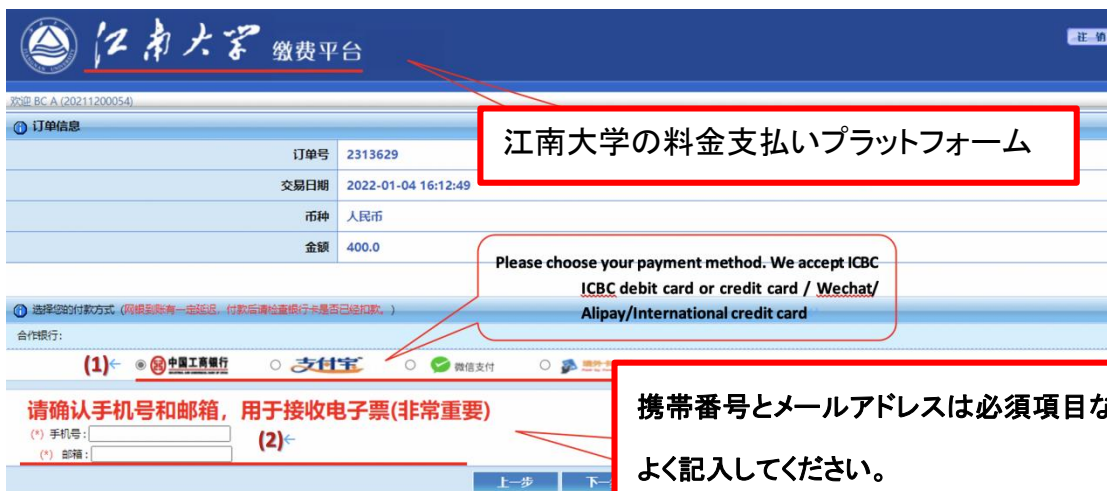 江南大学 缴费平台
注 销
欢迎 BC A (20211200054)
订单信息
江南大学の料金支払いプラットフォーム
订单号 2313629
交易日期 2022-01-04 16:12:49
币种 人民币
金额 400.0
Please choose your payment method. We accept ICBC
ICBC debit card or credit card / Wechat/
Alipay/International credit card
选择您的付款方式 (网银到账有一定延迟，付款后请检查银行卡是否已经扣款。)
合作银行:
(1)← 中国工商银行 支付宝 微信支付
请确认手机号和邮箱，用于接收电子票(非常重要)
(*) 手机号:
(2)←
(*) 邮箱:
携帯番号とメールアドレスは必須項目な
よく記入してください。
上一步 下一